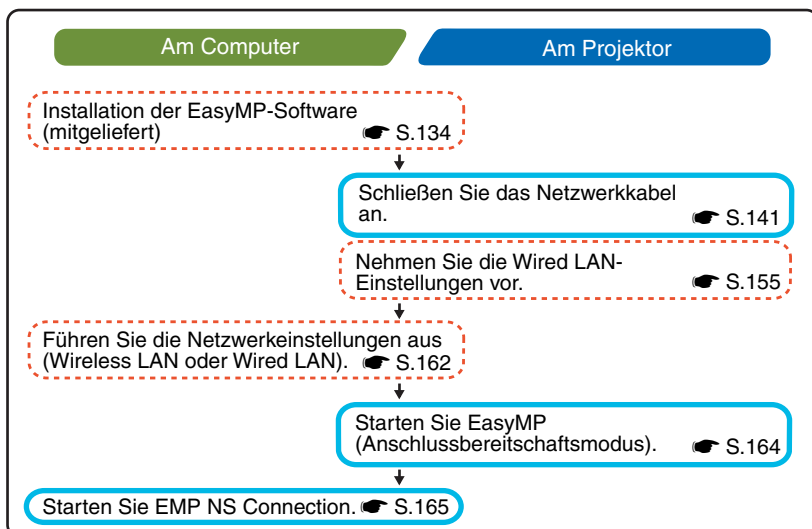 Am Computer
Am Projektor
Installation der EasyMP-Software
(mitgeliefert) ☛ S.134
Schließen Sie das Netzwerkkabel
an. ☛ S.141
Nehmen Sie die Wired LAN-
Einstellungen vor. ☛ S.155
Führen Sie die Netzwerkeinstellungen aus
(Wireless LAN oder Wired LAN). ☛ S.162
Starten Sie EasyMP
(Anschlussbereitschaftsmodus). ☛ S.164
Starten Sie EMP NS Connection. ☛ S.165